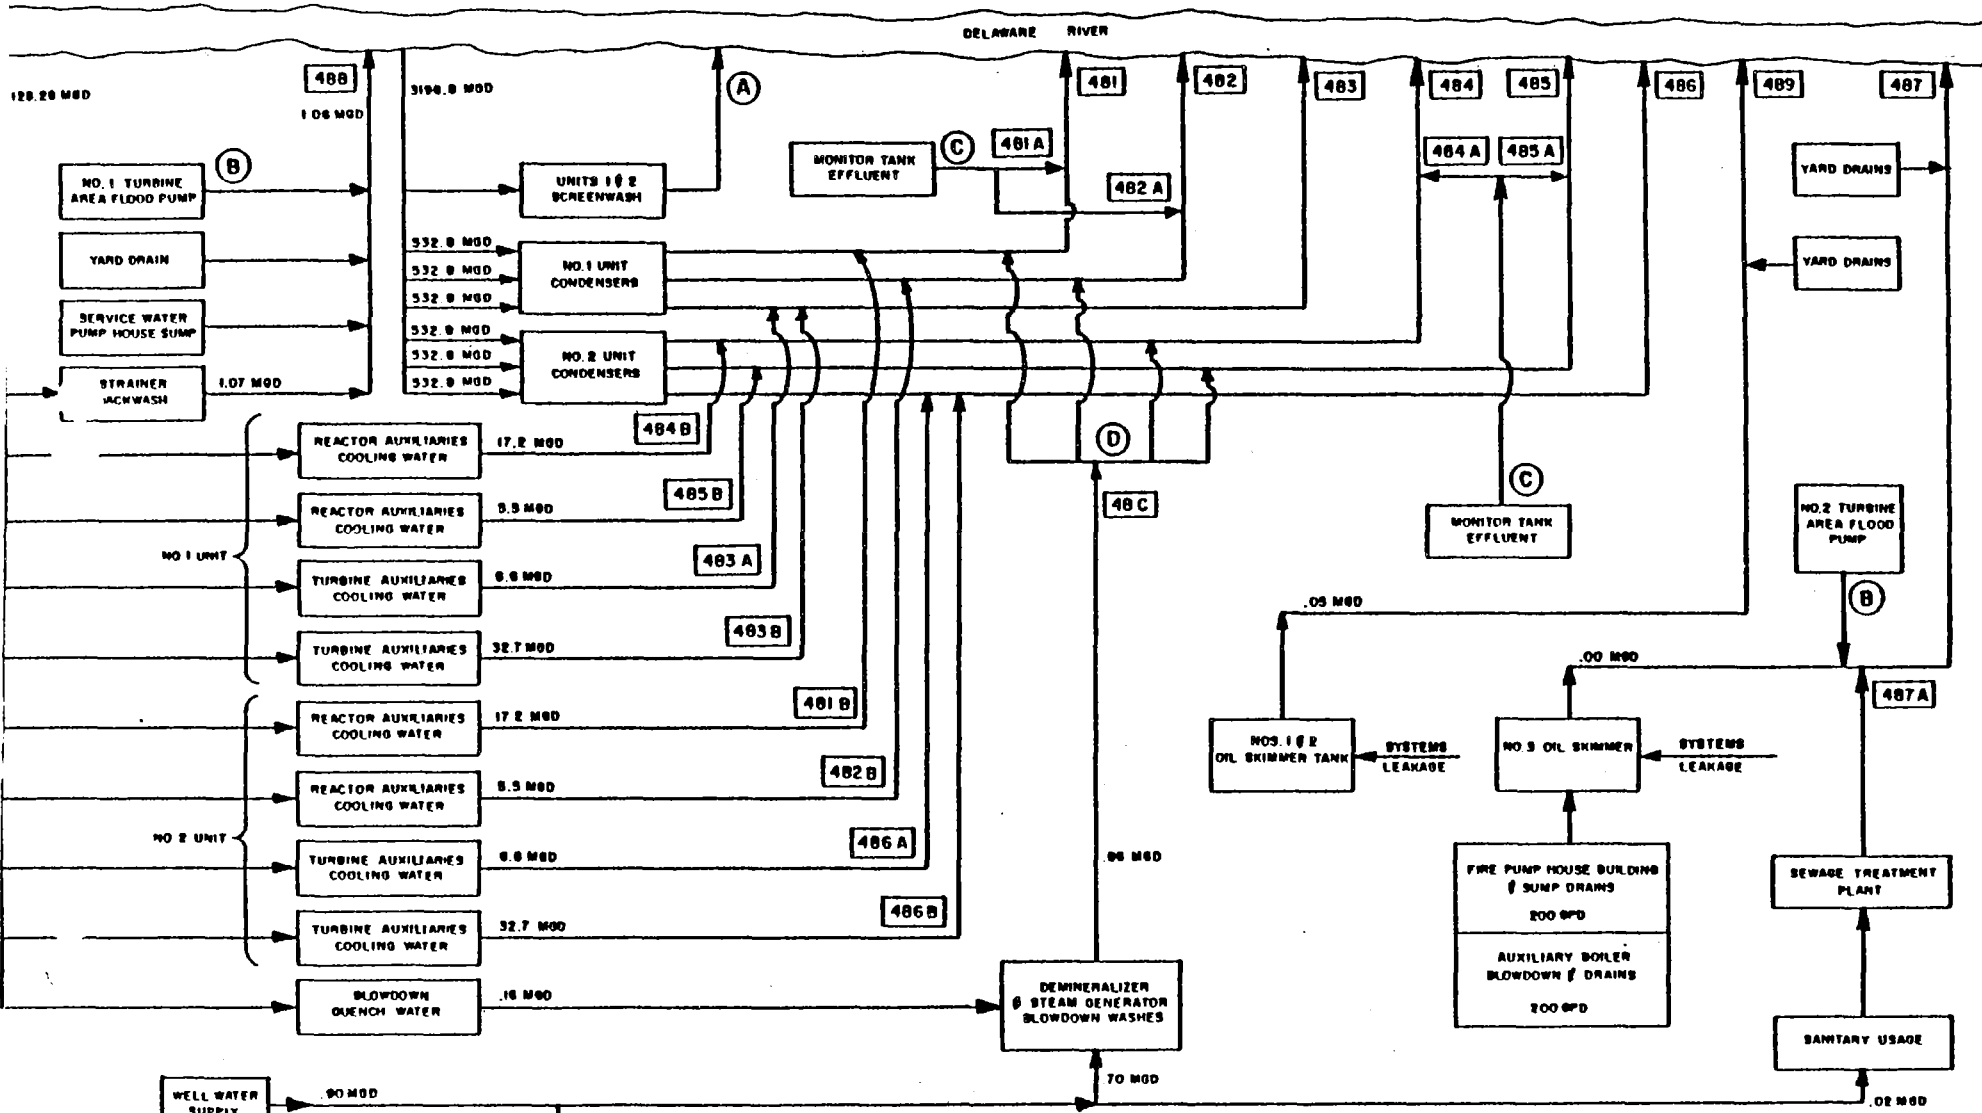 DELAWARE RIVER
488
A
481
482
483
484
485
486
489
487
3196.8 MGD
1.06 MGD
B
NO. 1 TURBINE
AREA FLOOD PUMP
UNITS 1 & 2
SCREENWASH
MONITOR TANK
EFFLUENT
C
481A
482 A
484 A
485 A
YARD DRAINS
YARD DRAIN
532.8 MGD
532.8 MGD
532.8 MGD
NO. 1 UNIT
CONDENSERS
YARD DRAINS
SERVICE WATER
PUMP HOUSE SUMP
532.8 MGD
532.8 MGD
532.8 MGD
NO. 2 UNIT
CONDENSERS
STRAINER
ACKWASH
1.07 MGD
484 B
REACTOR AUXILIARIES
COOLING WATER
17.2 MGD
D
485 B
48 C
C
REACTOR AUXILIARIES
COOLING WATER
5.5 MGD
MONITOR TANK
EFFLUENT
NO. 2 TURBINE
AREA FLOOD
PUMP
NO 1 UNIT
483 A
TURBINE AUXILIARIES
COOLING WATER
6.6 MGD
.05 MGD
B
483 B
TURBINE AUXILIARIES
COOLING WATER
32.7 MGD
.00 MGD
487 A
481 B
REACTOR AUXILIARIES
COOLING WATER
17.2 MGD
NOS. 1 & 2
OIL SKIMMER TANK
SYSTEMS
LEAKAGE
NO. 3 OIL SKIMMER
SYSTEMS
LEAKAGE
482 B
REACTOR AUXILIARIES
COOLING WATER
5.5 MGD
NO 2 UNIT
486 A
TURBINE AUXILIARIES
COOLING WATER
6.6 MGD
.86 MGD
FIRE PUMP HOUSE BUILDING
& SUMP DRAINS
200 GPD
SEWAGE TREATMENT
PLANT
486 B
TURBINE AUXILIARIES
COOLING WATER
32.7 MGD
AUXILIARY BOILER
BLOWDOWN & DRAINS
200 GPD
BLOWDOWN
QUENCH WATER
.16 MGD
DEMINERALIZER
& STEAM GENERATOR
BLOWDOWN WASHES
SANITARY USAGE
WELL WATER
SUPPLY
.90 MGD
.70 MGD
.02 MGD